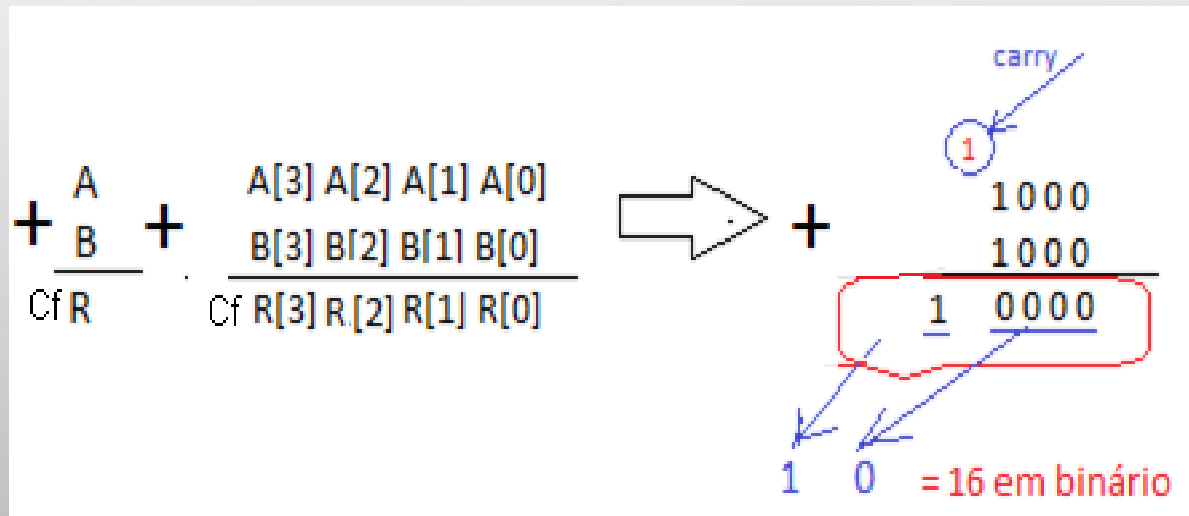 carry
1
+ A + A[3] A[2] A[1] A[0] + 1000
B B[3] B[2] B[1] B[0] 1000
Cf R Cf R[3] R.[2] R[1] R[0] 1 0000
1 0 = 16 em binário